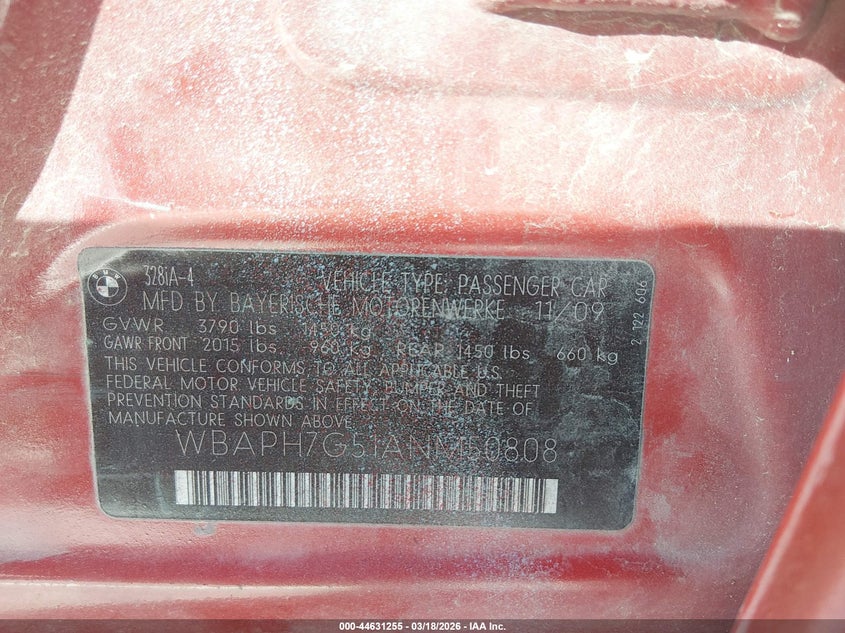 BMW
328IA-4 VEHICLE TYPE: PASSENGER CAR
MFD BY BAYERISCHE MOTORENWERKE 11/09
GVWR 3790 lbs kg
GAWR FRONT 2015 lbs 960 kg REAR 1450 lbs 660 kg
THIS VEHICLE CONFORMS TO ALL APPLICABLE U.S.
FEDERAL MOTOR VEHICLE SAFETY, BUMPER AND THEFT
PREVENTION STANDARDS IN EFFECT ON THE DATE OF
MANUFACTURE SHOWN ABOVE.
WBAPH7G51ANM50808
2 122 606
000-44631255 - 03/18/2026 - IAA Inc.